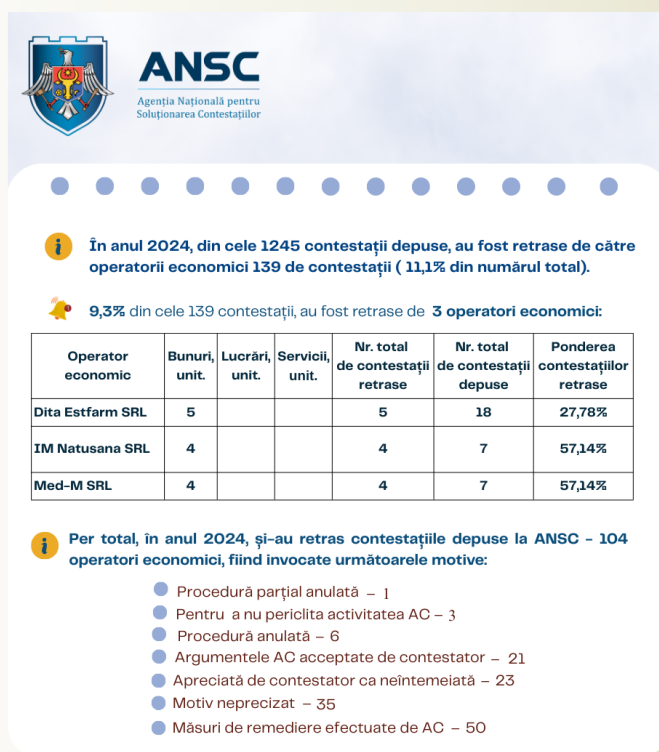 ANSC
Agenția Națională pentru
Soluționarea Contestațiilor
În anul 2024, din cele 1245 contestații depuse, au fost retrase de către
operatorii economici 139 de contestații ( 11,1% din numărul total).
9,3% din cele 139 contestații, au fost retrase de 3 operatori economici:
Operator economic | Bunuri, unit. | Lucrări, unit. | Servicii, unit. | Nr. total de contestații retrase | Nr. total de contestații depuse | Ponderea contestațiilor retrase
Dita Estfarm SRL 5 5 18 27,78%
IM Natusana SRL 4 4 7 57,14%
Med-M SRL 4 4 7 57,14%
Per total, în anul 2024, și-au retras contestațiile depuse la ANSC - 104
operatori economici, fiind invocate următoarele motive:
Procedură parțial anulată - 1
Pentru a nu periclita activitatea AC - 3
Procedură anulată - 6
Argumentele AC acceptate de contestator - 21
Apreciată de contestator ca neîntemeiată - 23
Motiv neprecizat - 35
Măsuri de remediere efectuate de AC - 50